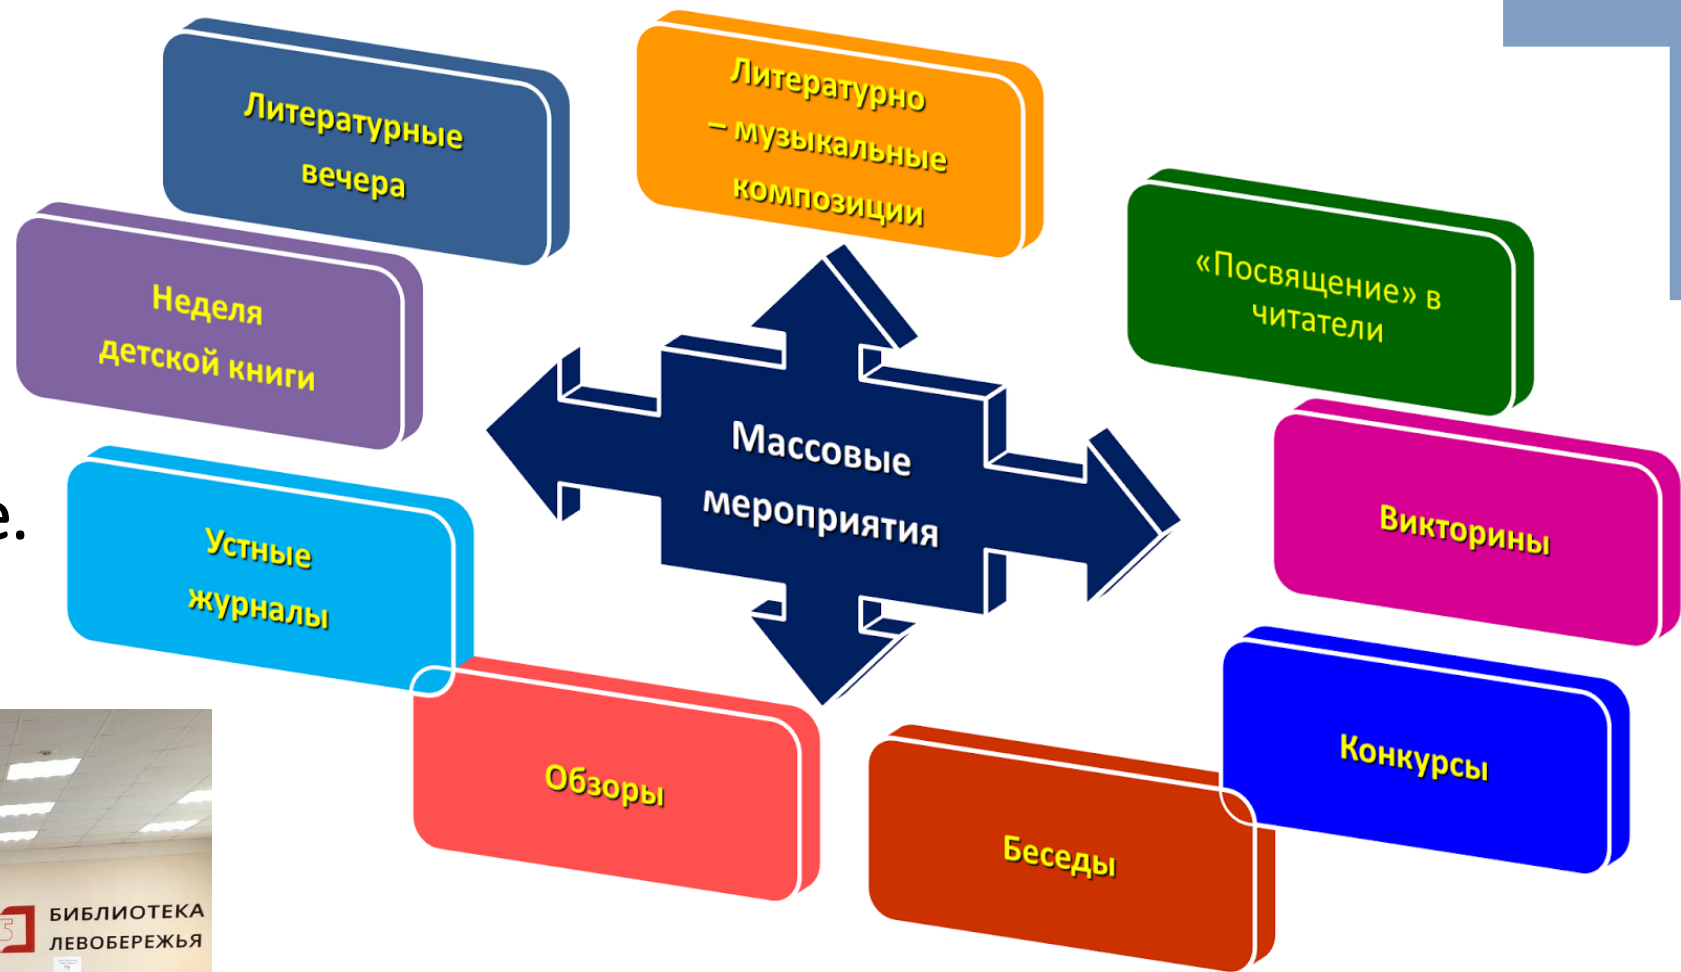 Литературные
вечера
Литературно
– музыкальные
композиции
«Посвящение» в
читатели
Неделя
детской книги
Массовые
мероприятия
Викторины
Устные
журналы
Обзоры
Конкурсы
Беседы
е.
БИБЛИОТЕКА
ЛЕВОБЕРЕЖЬЯ